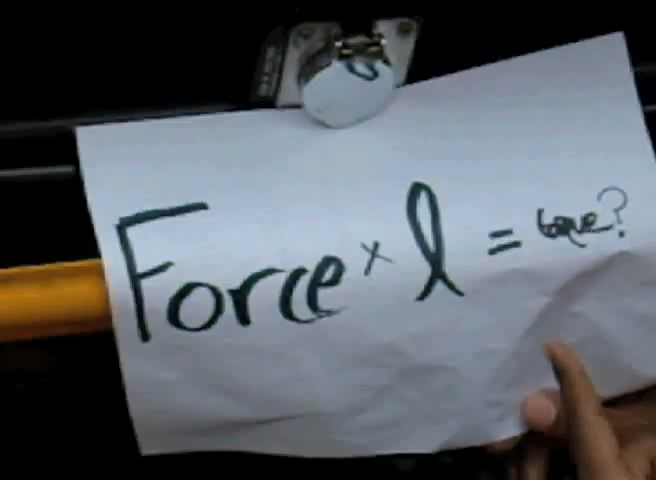 Force × l =